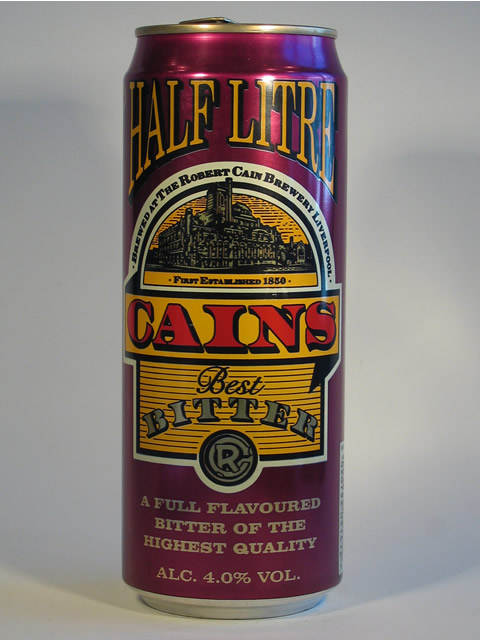 HALF LITRE
BREWED AT THE ROBERT CAIN BREWERY LIVERPOOL
· FIRST ESTABLISHED 1850 ·
CAINS
Best
BITTER
RC
A FULL FLAVOURED
BITTER OF THE
HIGHEST QUALITY
ALC. 4.0% VOL.